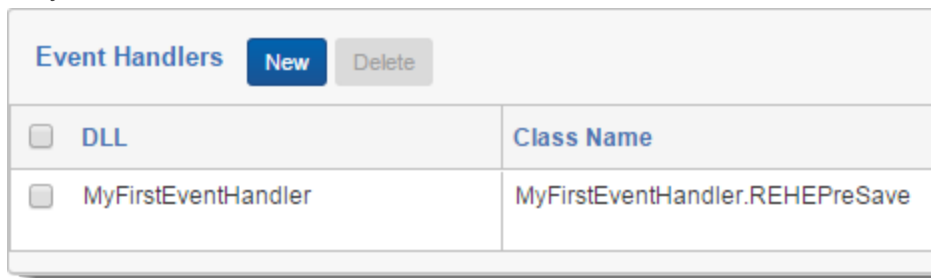 Event Handlers New Delete
DLL Class Name
MyFirstEventHandler MyFirstEventHandler.REHEPreSave